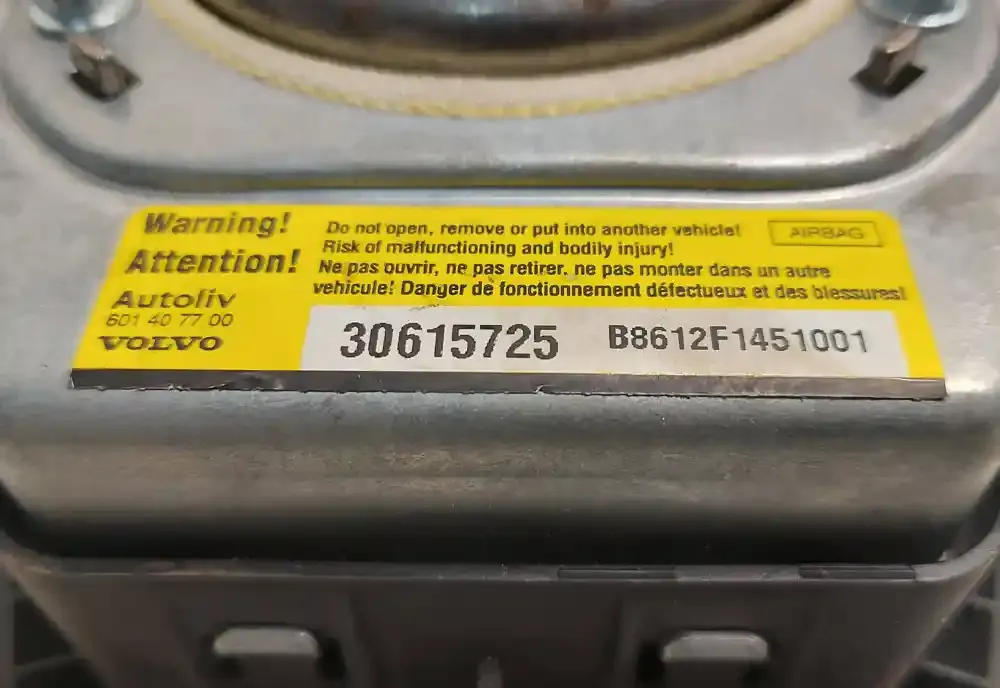 Warning!
Attention!
Autoliv
601 40 77 00
VOLVO
Do not open, remove or put into another vehicle!
Risk of malfunctioning and bodily injury!
Ne pas ouvrir, ne pas retirer, ne pas monter dans un autre
vehicule! Danger de fonctionnement défectueux et des blessures!
AIRBAG
30615725
B8612F1451001